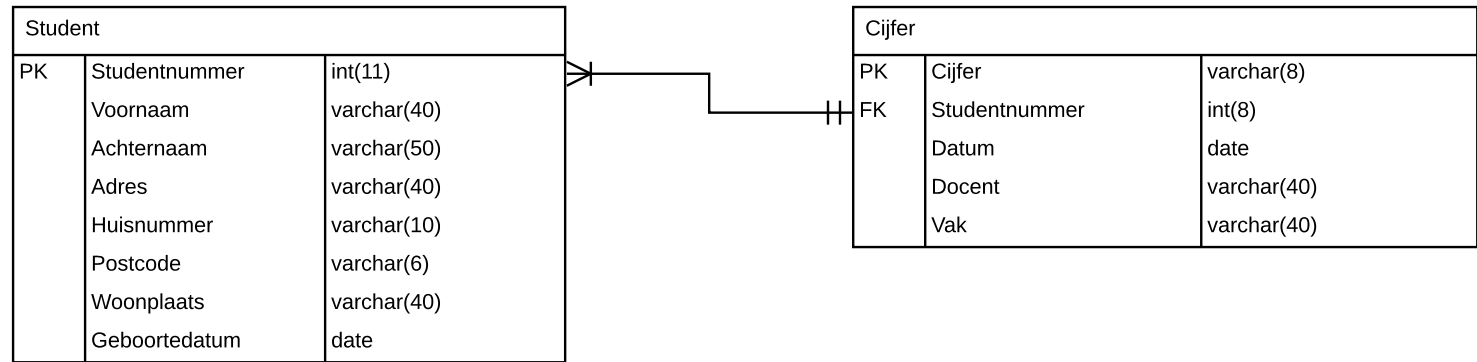 Student
PK Studentnummer int(11)
Voornaam varchar(40)
Achternaam varchar(50)
Adres varchar(40)
Huisnummer varchar(10)
Postcode varchar(6)
Woonplaats varchar(40)
Geboortedatum date
Cijfer
PK Cijfer varchar(8)
FK Studentnummer int(8)
Datum date
Docent varchar(40)
Vak varchar(40)